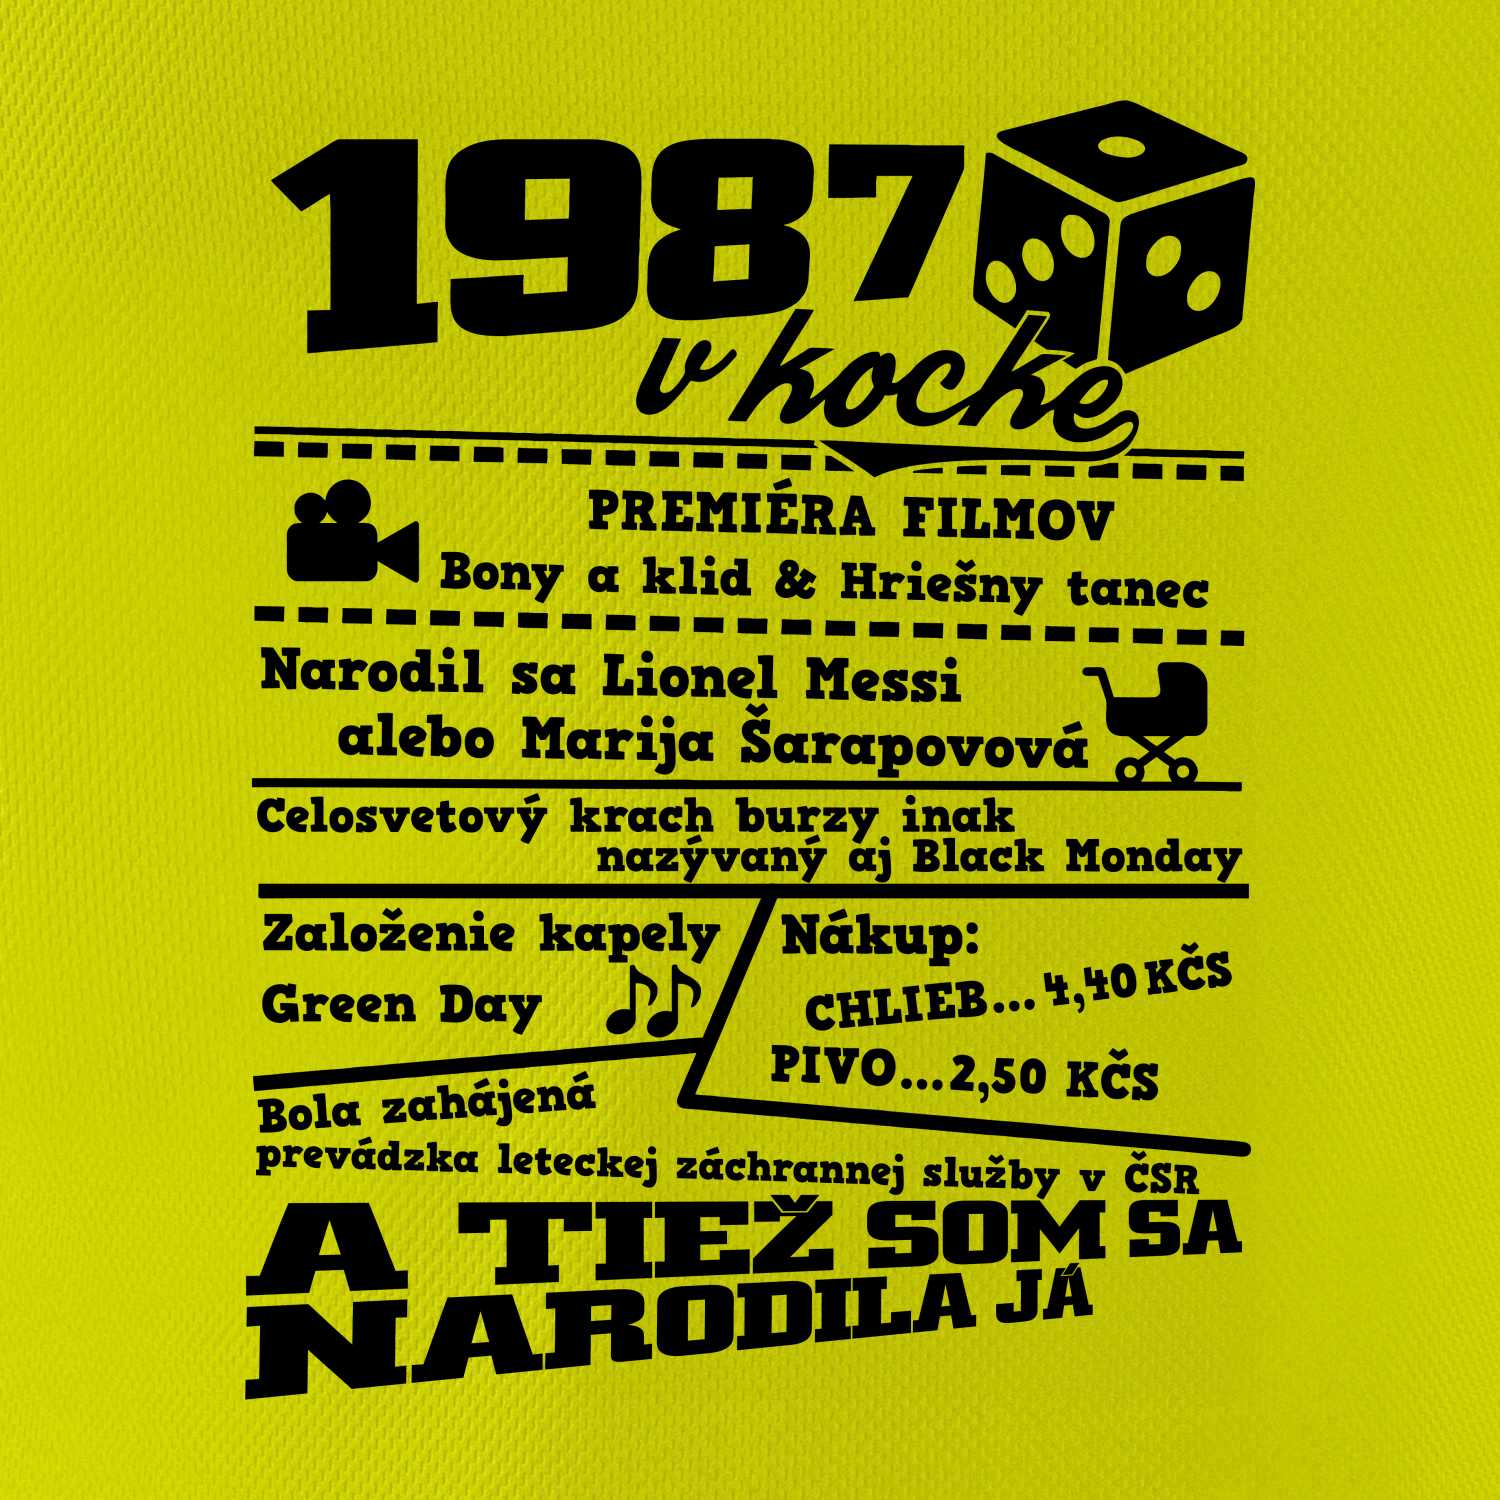 1987
v kocke
PREMIÉRA FILMOV
Bony a klid & Hriešny tanec
Narodil sa Lionel Messi
alebo Marija Šarapovová
Celosvetový krach burzy inak
nazývaný aj Black Monday
Založenie kapely
Green Day
Nákup:
CHLIEB... 4,40 KČS
PIVO...2,50 KČS
Bola zahájená
prevádzka leteckej záchrannej služby v ČSR
A TIEŽ SOM SA
NARODILA JÁ